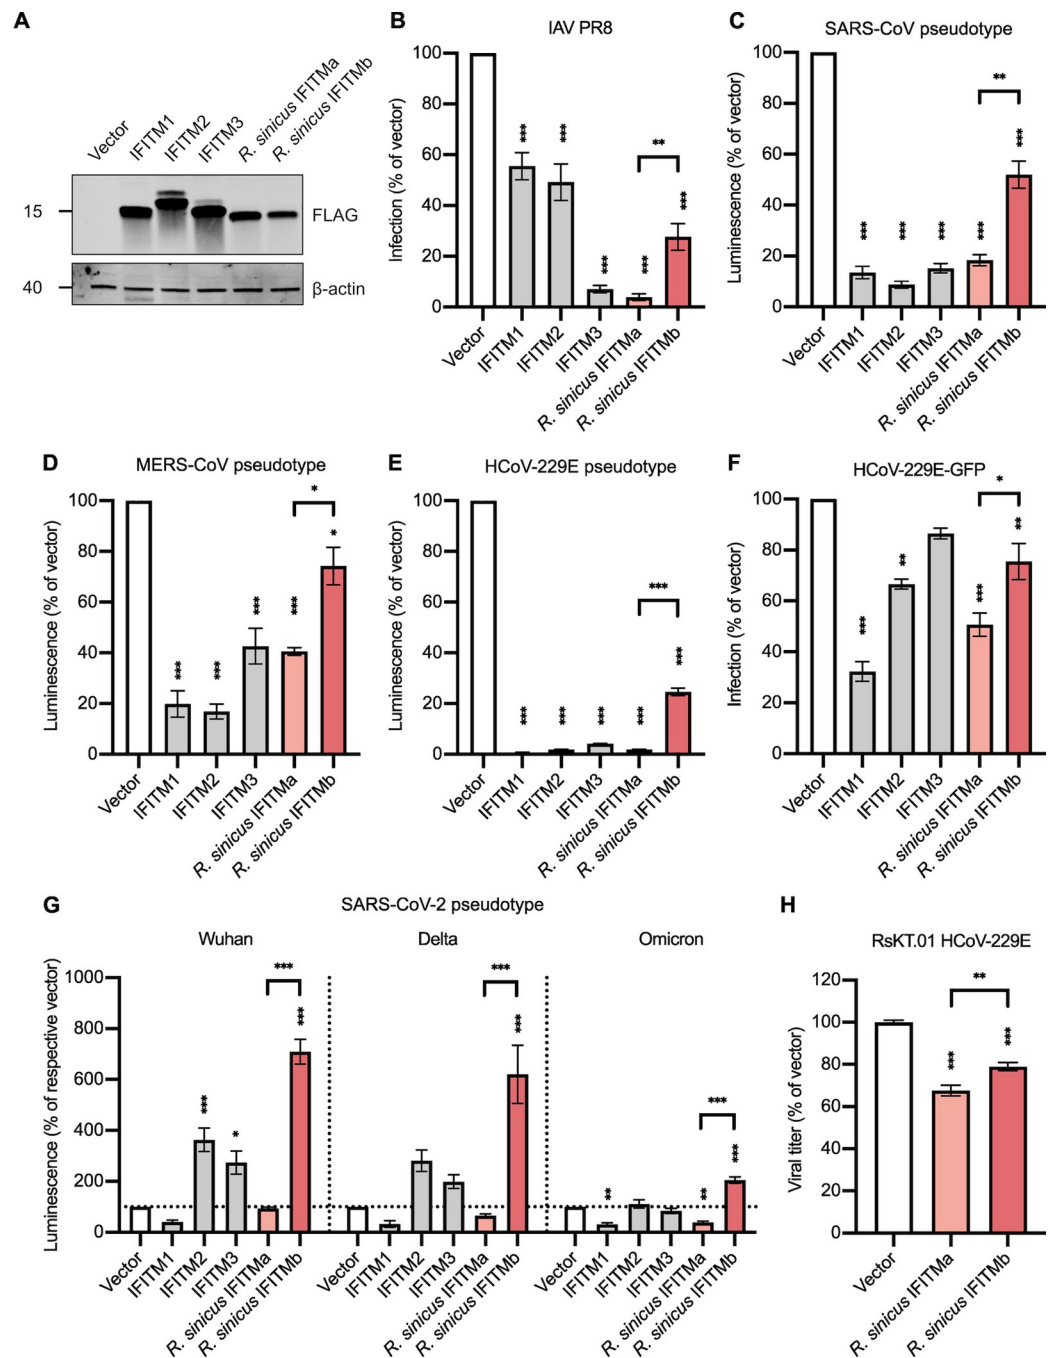 A
Vector
IFITM1
IFITM2
IFITM3
R. sinicus IFITMa
R. sinicus IFITMb
15
FLAG
40
β-actin
B
IAV PR8
Infection (% of vector)
100
80
60
40
20
0
***
***
***
***
***
**
Vector
IFITM1
IFITM2
IFITM3
R. sinicus IFITMa
R. sinicus IFITMb
C
SARS-CoV pseudotype
Luminescence (% of vector)
100
80
60
40
20
0
***
***
***
***
***
**
Vector
IFITM1
IFITM2
IFITM3
R. sinicus IFITMa
R. sinicus IFITMb
D
MERS-CoV pseudotype
Luminescence (% of vector)
100
80
60
40
20
0
***
***
***
***
*
*
Vector
IFITM1
IFITM2
IFITM3
R. sinicus IFITMa
R. sinicus IFITMb
E
HCoV-229E pseudotype
Luminescence (% of vector)
100
80
60
40
20
0
***
***
***
***
***
***
Vector
IFITM1
IFITM2
IFITM3
R. sinicus IFITMa
R. sinicus IFITMb
F
HCoV-229E-GFP
Infection (% of vector)
100
80
60
40
20
0
***
**
***
**
*
Vector
IFITM1
IFITM2
IFITM3
R. sinicus IFITMa
R. sinicus IFITMb
G
SARS-CoV-2 pseudotype
Wuhan
Delta
Omicron
Luminescence (% of respective vector)
1000
800
600
400
200
0
***
*
***
***
***
***
**
**
***
***
Vector
IFITM1
IFITM2
IFITM3
R. sinicus IFITMa
R. sinicus IFITMb
Vector
IFITM1
IFITM2
IFITM3
R. sinicus IFITMa
R. sinicus IFITMb
Vector
IFITM1
IFITM2
IFITM3
R. sinicus IFITMa
R. sinicus IFITMb
H
RsKT.01 HCoV-229E
Viral titer (% of vector)
120
100
80
60
40
20
0
***
***
**
Vector
R. sinicus IFITMa
R. sinicus IFITMb